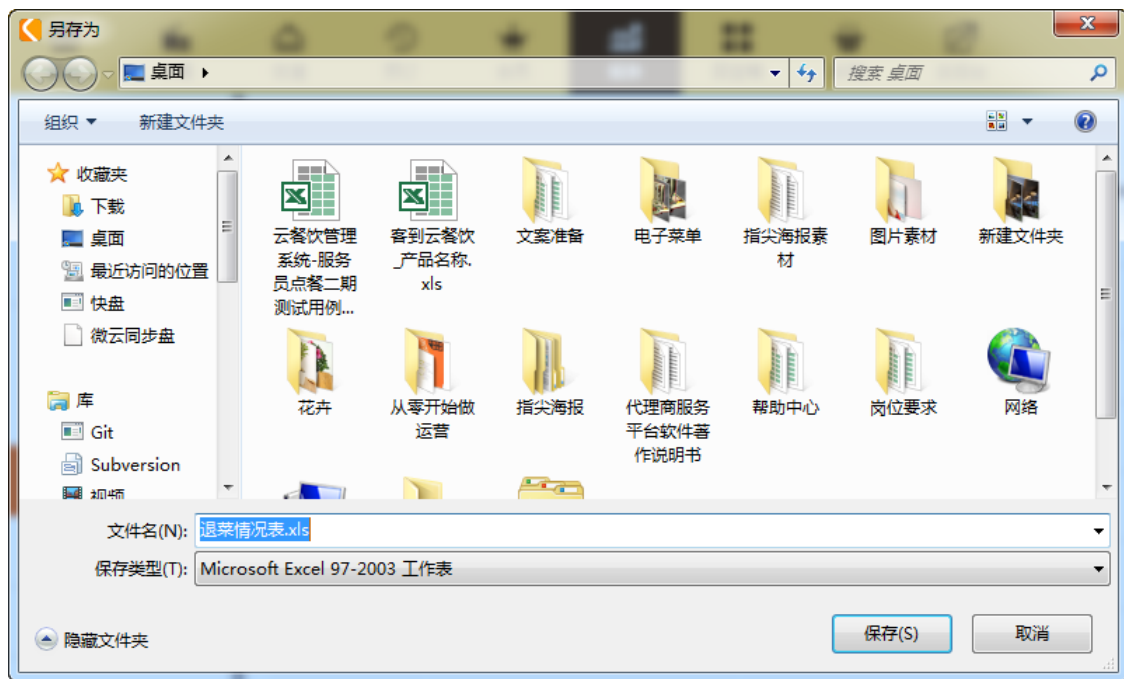 另存为
桌面
搜索 桌面
组织
新建文件夹
收藏夹
下载
桌面
最近访问的位置
快盘
微云同步盘
库
Git
Subversion
视频
云餐饮管理
系统-服务
员点餐二期
测试用例...
客到云餐饮
_产品名称.
xls
文案准备
电子菜单
指尖海报素
材
图片素材
新建文件夹
花卉
从零开始做
运营
指尖海报
代理商服务
平台软件著
作说明书
帮助中心
岗位要求
网络
文件名(N):
退菜情况表.xls
保存类型(T):
Microsoft Excel 97-2003 工作表
隐藏文件夹
保存(S)
取消